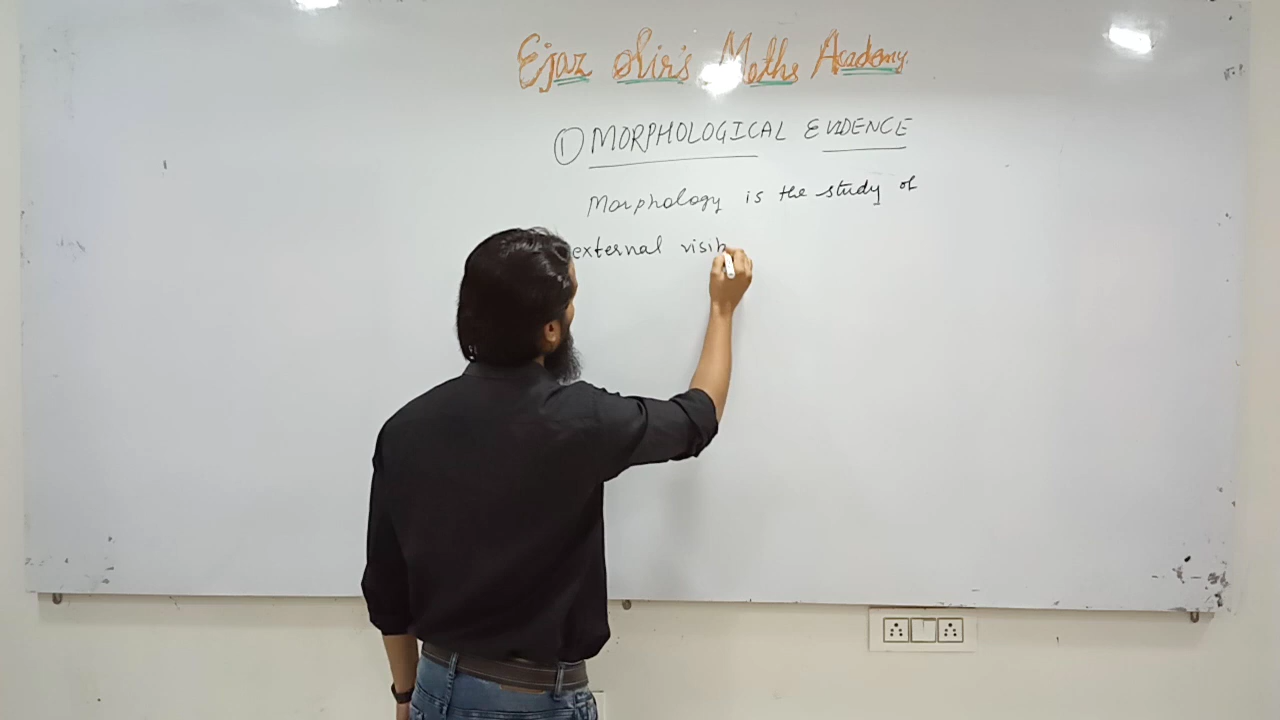 Ejaz Sir's Maths Academy.
① MORPHOLOGICAL EVIDENCE
Morphology is the study of
external visib